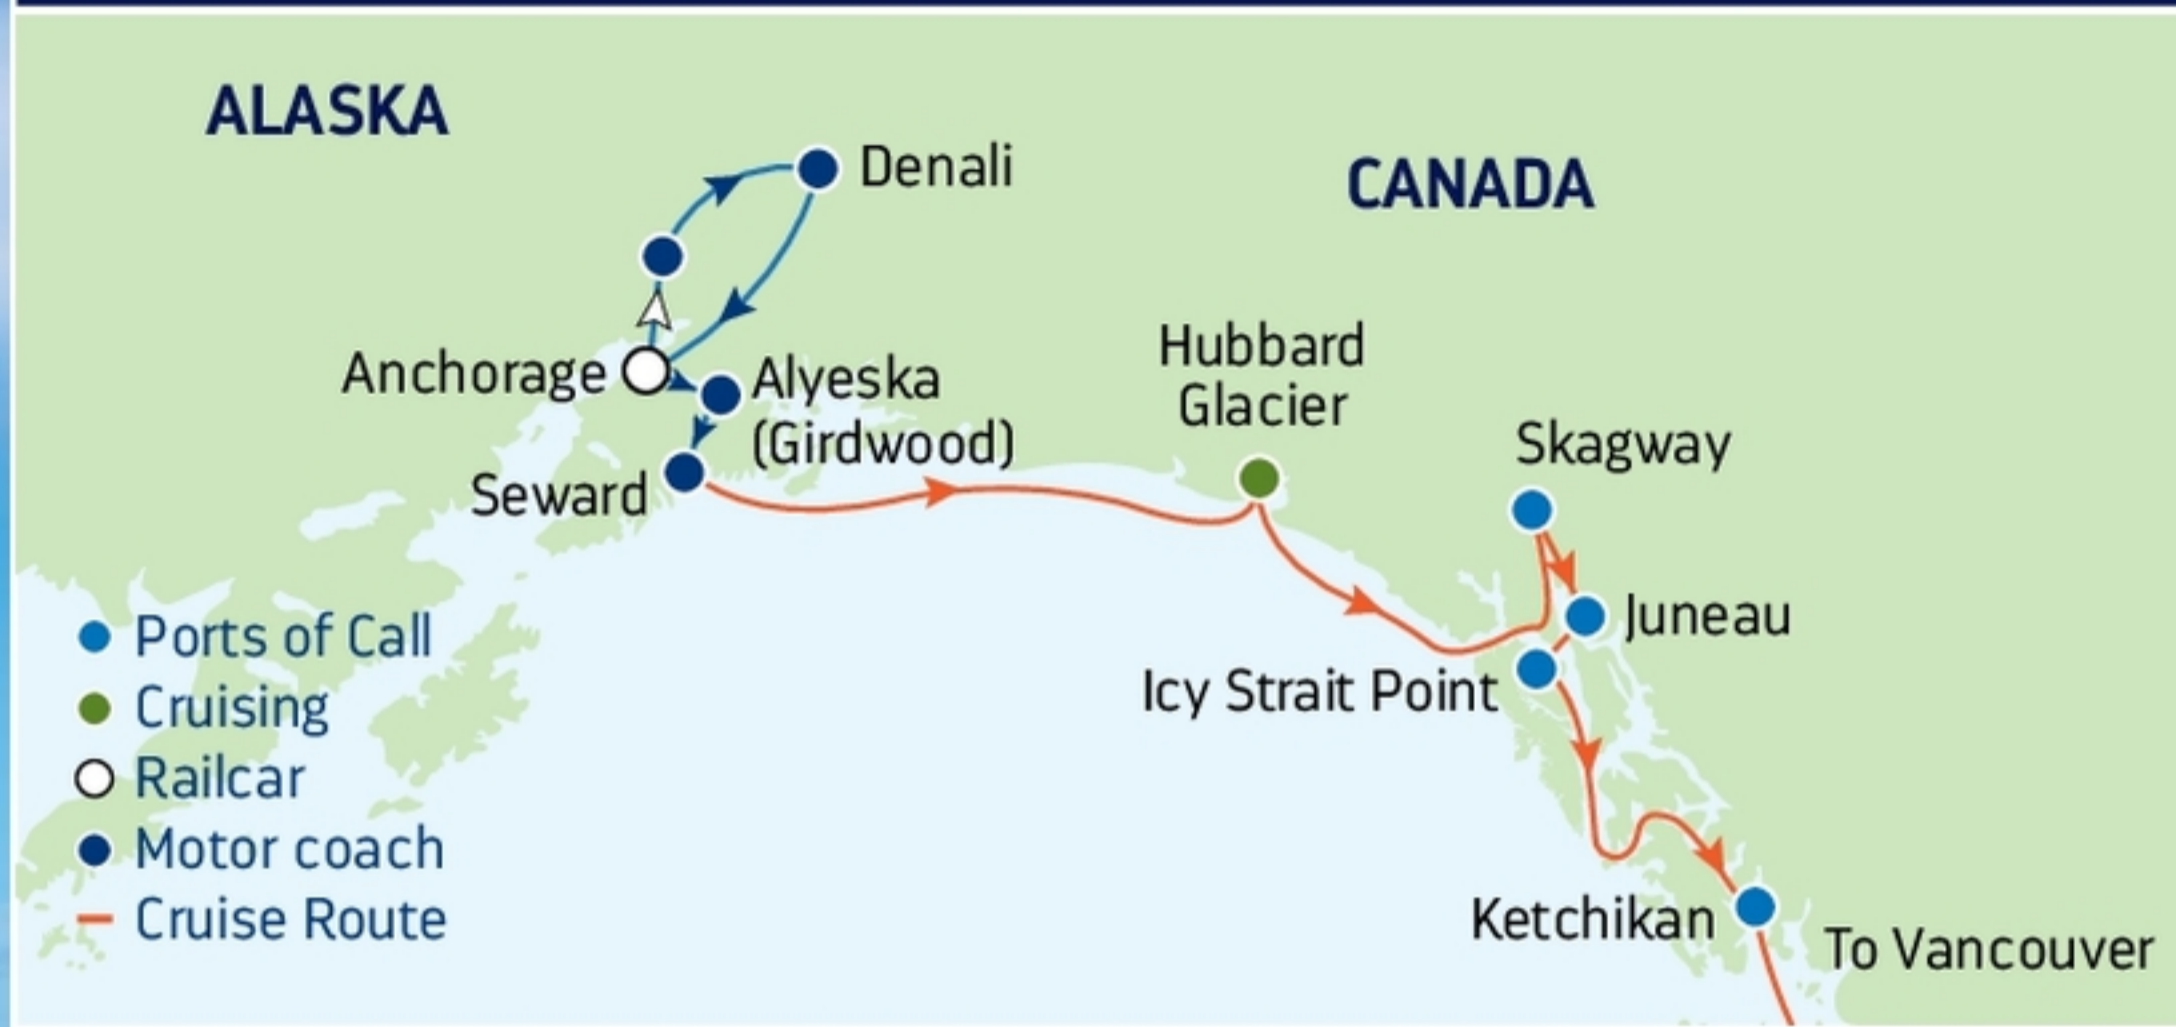 ALASKA
CANADA
Denali
Anchorage
Alyeska
(Girdwood)
Seward
Hubbard
Glacier
Skagway
Juneau
Icy Strait Point
Ketchikan
To Vancouver
Ports of Call
Cruising
Railcar
Motor coach
Cruise Route